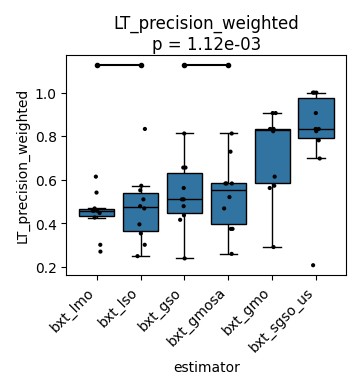 LT_precision_weighted
p = 1.12e-03
LT_precision_weighted
1.0
0.8
0.6
0.4
0.2
bxt_lmo
bxt_lso
bxt_gso
bxt_gmosa
bxt_gmo
bxt_sgso_us
estimator